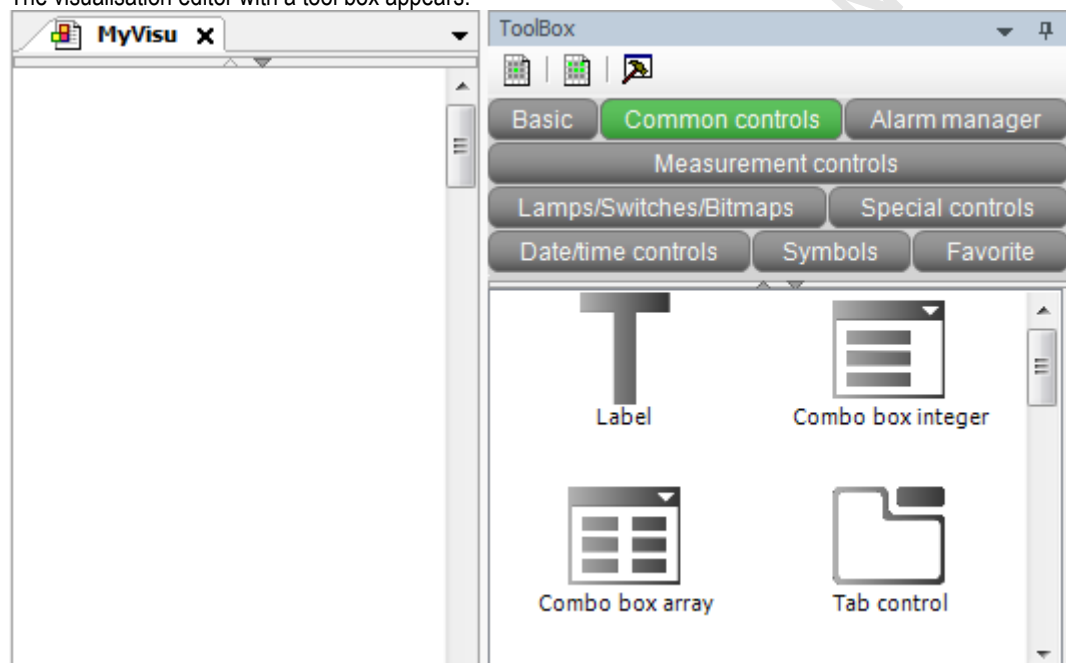 The visualisation editor with a tool box appears.
MyVisu
ToolBox
Basic Common controls Alarm manager
Measurement controls
Lamps/Switches/Bitmaps Special controls
Date/time controls Symbols Favorite
Label Combo box integer
Combo box array Tab control